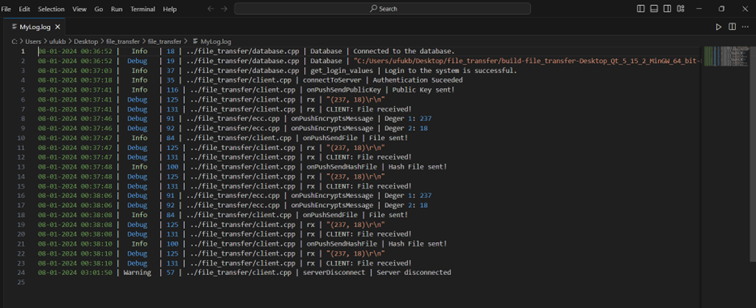 Search
MyLog.log
C: > Users > ufukb > Desktop > file_transfer > file_transfer > MyLog.log
1 08-01-2024 00:36:52 | Info | 18 | ../file_transfer/database.cpp | Database | Connected to the database.
2 08-01-2024 00:36:52 | Debug | 19 | ../file_transfer/database.cpp | Database | "C:/Users/ufukb/Desktop/file_transfer/build-file_transfer-Desktop_Qt_5_15_2_MinGW_64_bit-
3 08-01-2024 00:37:03 | Info | 37 | ../file_transfer/database.cpp | get_login_values | Login to the system is successful.
4 08-01-2024 00:37:03 | Info | 35 | ../file_transfer/client.cpp | connectToServer | Authentication Succeeded
5 08-01-2024 00:37:41 | Info | 116 | ../file_transfer/client.cpp | onPushSendPublicKey | Public Key sent!
6 08-01-2024 00:37:41 | Debug | 125 | ../file_transfer/client.cpp | rx | "(237, 18)\r\n"
7 08-01-2024 00:37:41 | Debug | 131 | ../file_transfer/client.cpp | rx | CLIENT: File received!
8 08-01-2024 00:37:46 | Debug | 91 | ../file_transfer/ecc.cpp | onPushEncryptsMessage | Deger 1: 237
9 08-01-2024 00:37:46 | Debug | 92 | ../file_transfer/ecc.cpp | onPushEncryptsMessage | Deger 2: 18
10 08-01-2024 00:37:47 | Info | 84 | ../file_transfer/client.cpp | onPushSendFile | File sent!
11 08-01-2024 00:37:47 | Debug | 125 | ../file_transfer/client.cpp | rx | "(237, 18)\r\n"
12 08-01-2024 00:37:47 | Debug | 131 | ../file_transfer/client.cpp | rx | CLIENT: File received!
13 08-01-2024 00:37:48 | Info | 100 | ../file_transfer/client.cpp | onPushSendHashFile | Hash File sent!
14 08-01-2024 00:37:48 | Debug | 125 | ../file_transfer/client.cpp | rx | "(237, 18)\r\n"
15 08-01-2024 00:37:48 | Debug | 131 | ../file_transfer/client.cpp | rx | CLIENT: File received!
16 08-01-2024 00:38:06 | Debug | 91 | ../file_transfer/ecc.cpp | onPushEncryptsMessage | Deger 1: 237
17 08-01-2024 00:38:06 | Debug | 92 | ../file_transfer/ecc.cpp | onPushEncryptsMessage | Deger 2: 18
18 08-01-2024 00:38:06 | Info | 84 | ../file_transfer/client.cpp | onPushSendFile | File sent!
19 08-01-2024 00:38:06 | Debug | 125 | ../file_transfer/client.cpp | rx | "(237, 18)\r\n"
20 08-01-2024 00:38:06 | Debug | 131 | ../file_transfer/client.cpp | rx | CLIENT: File received!
21 08-01-2024 00:38:10 | Info | 100 | ../file_transfer/client.cpp | onPushSendHashFile | Hash File sent!
22 08-01-2024 00:38:10 | Debug | 125 | ../file_transfer/client.cpp | rx | "(237, 18)\r\n"
23 08-01-2024 00:38:10 | Debug | 131 | ../file_transfer/client.cpp | rx | CLIENT: File received!
24 08-01-2024 03:01:50 | Warning | 57 | ../file_transfer/client.cpp | serverDisconnect | Server disconnected
25